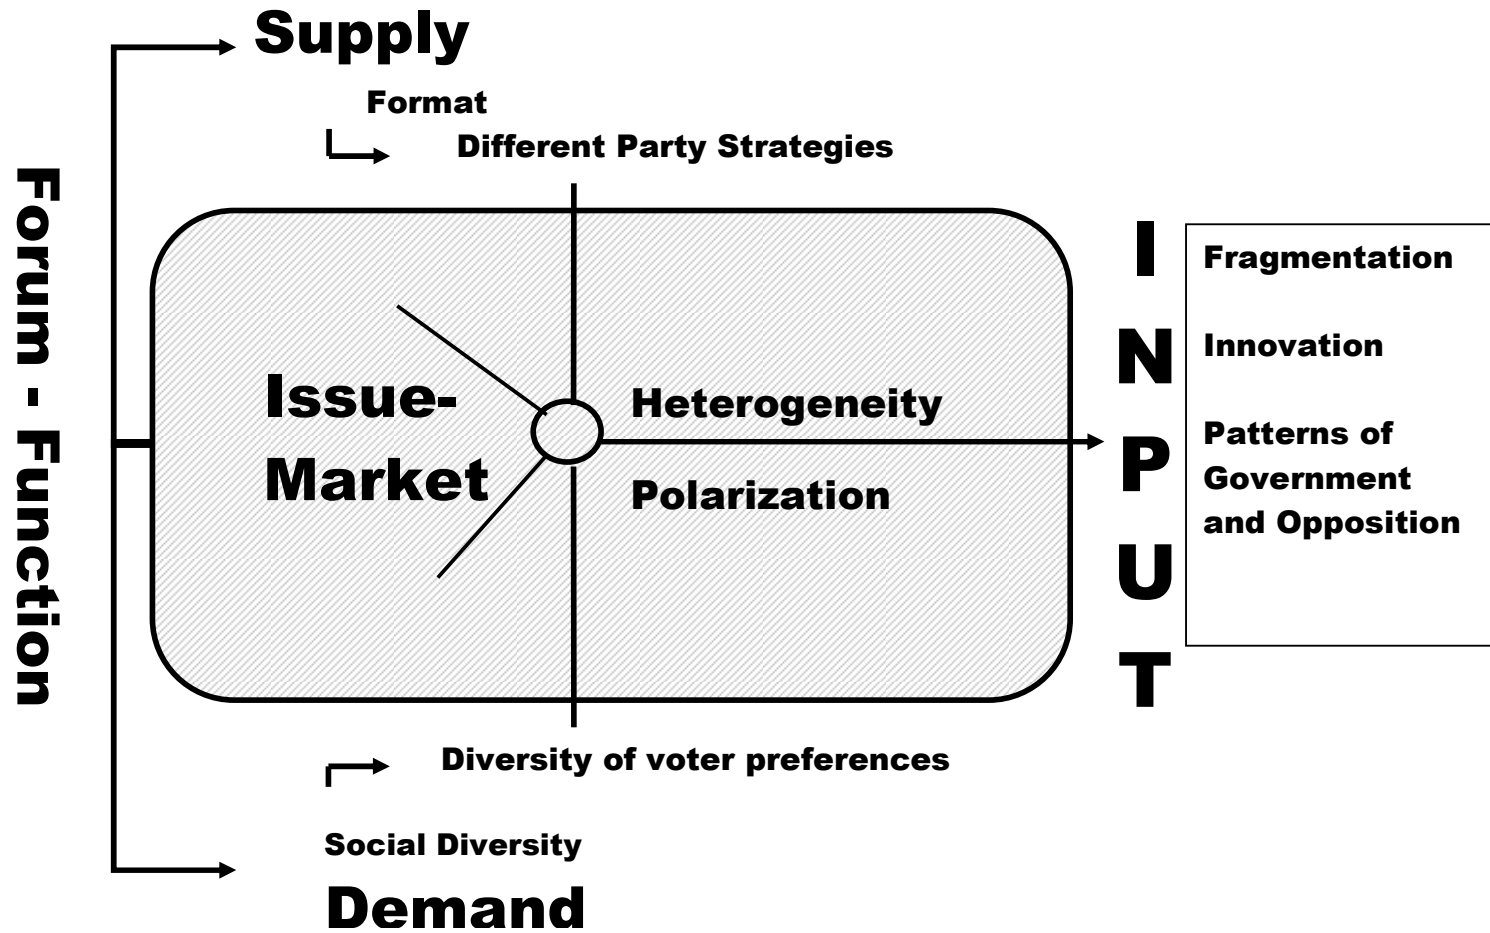 Supply
Format
Different Party Strategies
Forum - Function
Issue-
Market
Heterogeneity
Polarization
INPUT
Fragmentation
Innovation
Patterns of
Government
and Opposition
Diversity of voter preferences
Social Diversity
Demand